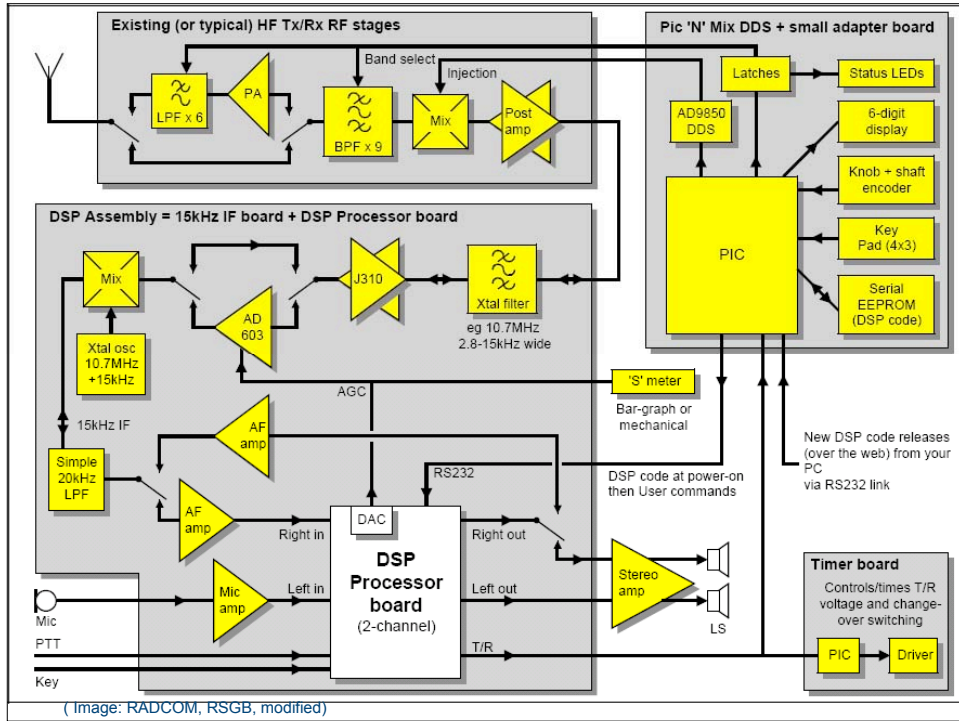 Existing (or typical) HF Tx/Rx RF stages
Band select
Injection
LPF x 6
PA
BPF x 9
Mix
Post
amp
Pic 'N' Mix DDS + small adapter board
Latches
Status LEDs
AD9850
DDS
6-digit
display
Knob + shaft
encoder
PIC
Key
Pad (4x3)
Serial
EEPROM
(DSP code)
DSP Assembly = 15kHz IF board + DSP Processor board
Mix
AD
603
J310
Xtal filter
eg 10.7MHz
2.8-15kHz wide
Xtal osc
10.7MHz
+15kHz
AGC
'S' meter
Bar-graph or
mechanical
15kHz IF
AF
amp
Simple
20kHz
LPF
RS232
DSP code at power-on
then User commands
New DSP code releases
(over the web) from your
PC
via RS232 link
AF
amp
Right in
DAC
Right out
DSP
Processor
board
(2-channel)
Mic
amp
Left in
Left out
Stereo
amp
LS
Mic
PTT
Key
T/R
Timer board
Controls/times T/R
voltage and change-
over switching
PIC
Driver
( Image: RADCOM, RSGB, modified)